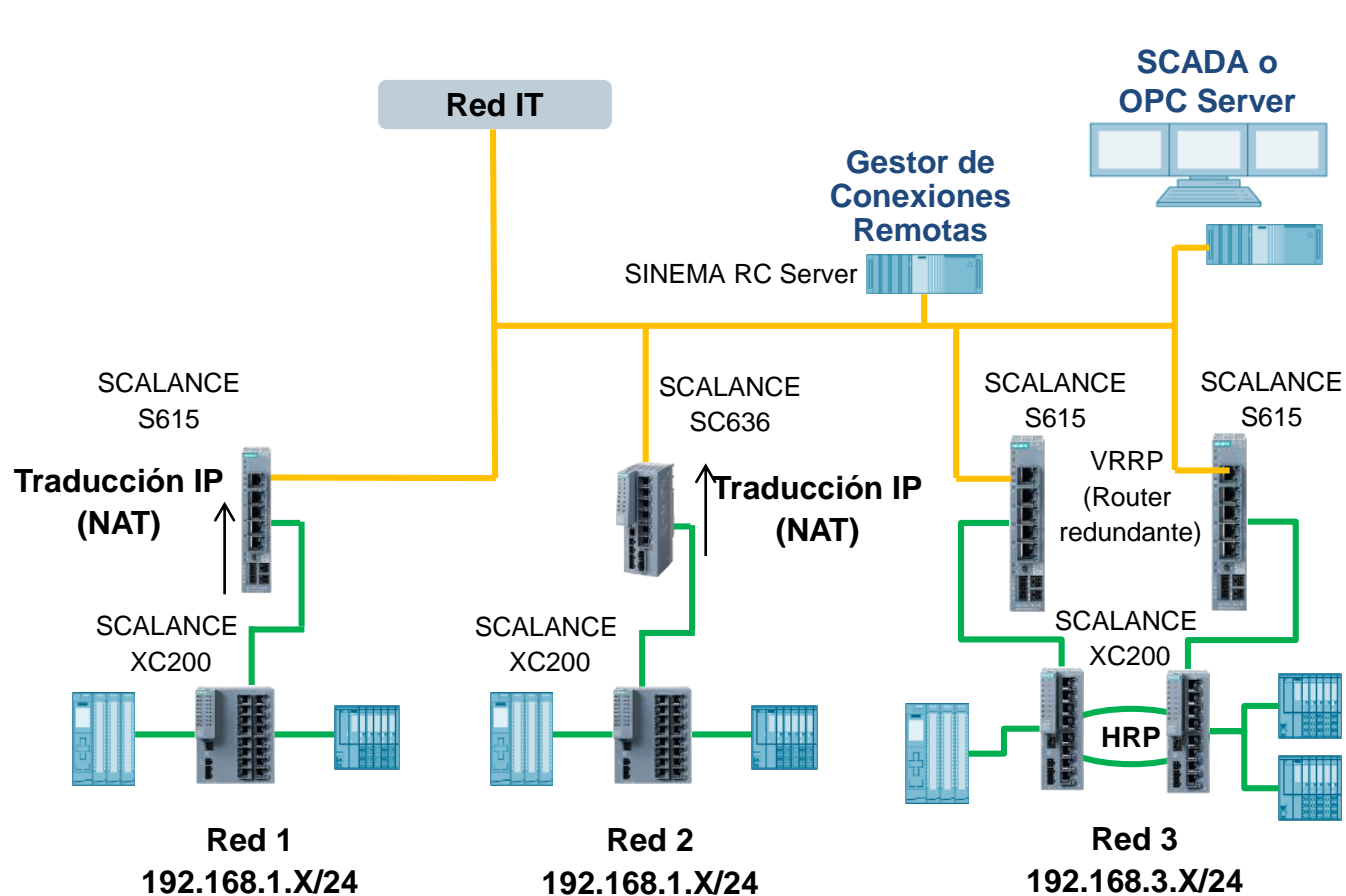 SCADA o
OPC Server
Red IT
Gestor de
Conexiones
Remotas
SINEMA RC Server
SCALANCE
S615
SCALANCE
SC636
SCALANCE
S615
SCALANCE
S615
Traducción IP
(NAT)
Traducción IP
(NAT)
VRRP
(Router
redundante)
SCALANCE
XC200
SCALANCE
XC200
SCALANCE
XC200
HRP
Red 1
192.168.1.X/24
Red 2
192.168.1.X/24
Red 3
192.168.3.X/24